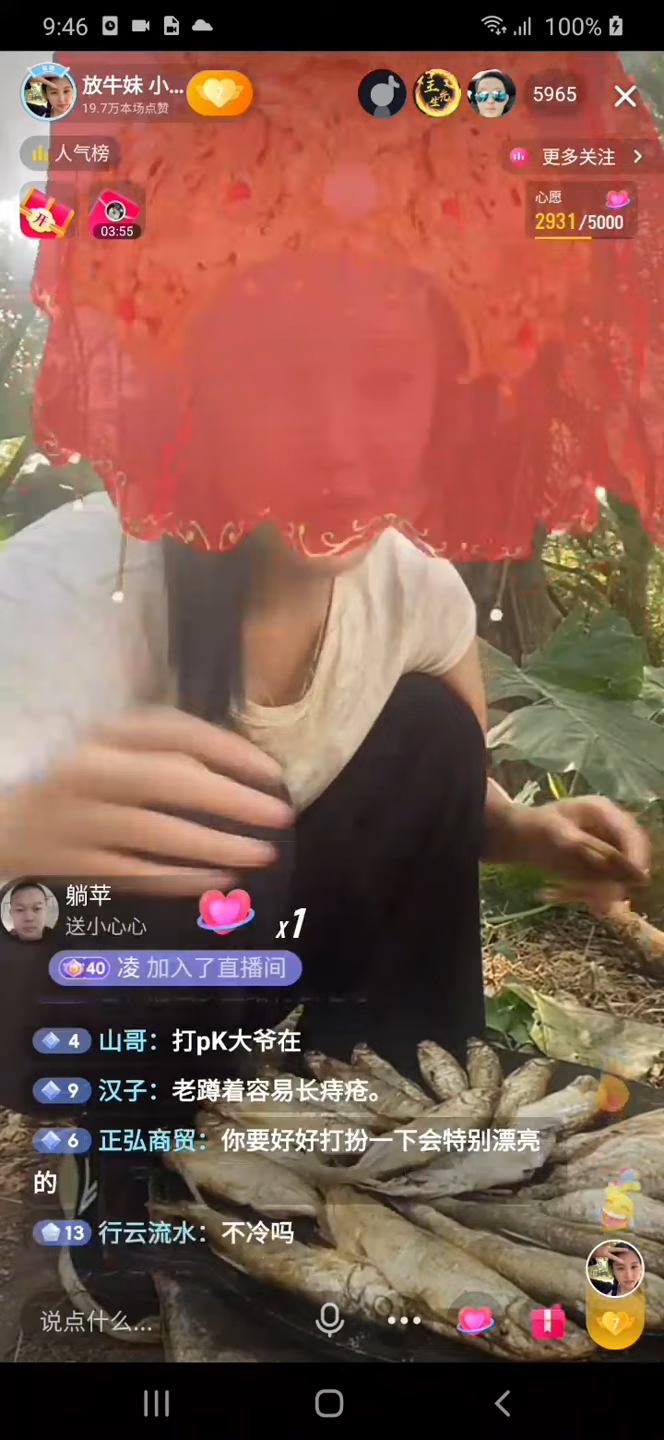 9:46
100%
放牛妹 小...
7
5965
19.7万本场点赞
人气榜
更多关注
开
03:55
心愿
2931/5000
躺苹
送小心心
x1
40 凌 加入了直播间
4 山哥：打pK大爷在
9 汉子：老蹲着容易长痔疮。
6 正弘商贸：你要好好打扮一下会特别漂亮
的
13 行云流水：不冷吗
说点什么...
7